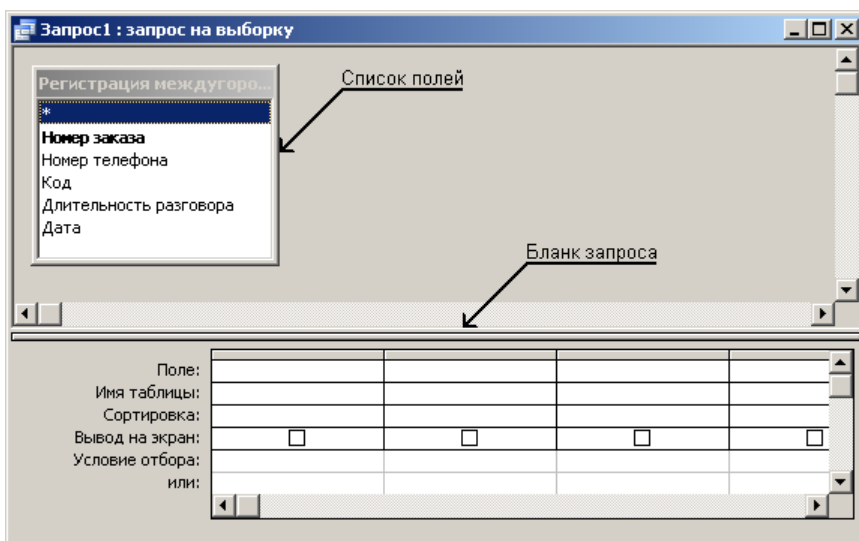 Запрос1 : запрос на выборку
Список полей
Регистрация междугоро...
*
Номер заказа
Номер телефона
Код
Длительность разговора
Дата
Бланк запроса
Поле:
Имя таблицы:
Сортировка:
Вывод на экран:
Условие отбора:
или: